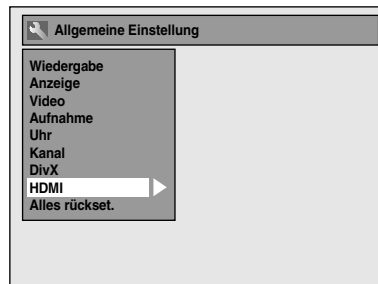 Allgemeine Einstellung
Wiedergabe
Anzeige
Video
Aufnahme
Uhr
Kanal
DivX
HDMI
Alles rückset.